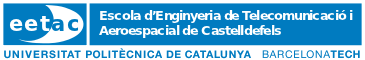 eetac
Escola d’Enginyeria de Telecomunicació i
Aeroespacial de Castelldefels
UNIVERSITAT POLITÈCNICA DE CATALUNYA BARCELONATECH